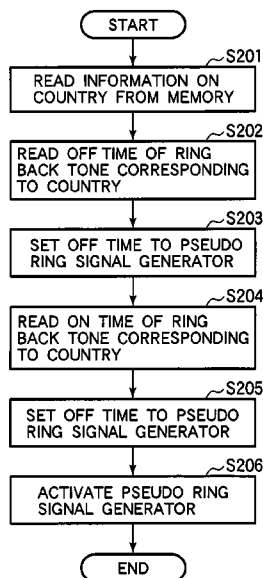 START
S201
READ INFORMATION ON
COUNTRY FROM MEMORY
S202
READ OFF TIME OF RING
BACK TONE CORRESPONDING
TO COUNTRY
S203
SET OFF TIME TO PSEUDO
RING SIGNAL GENERATOR
S204
READ ON TIME OF RING
BACK TONE CORRESPONDING
TO COUNTRY
S205
SET OFF TIME TO PSEUDO
RING SIGNAL GENERATOR
S206
ACTIVATE PSEUDO RING
SIGNAL GENERATOR
END